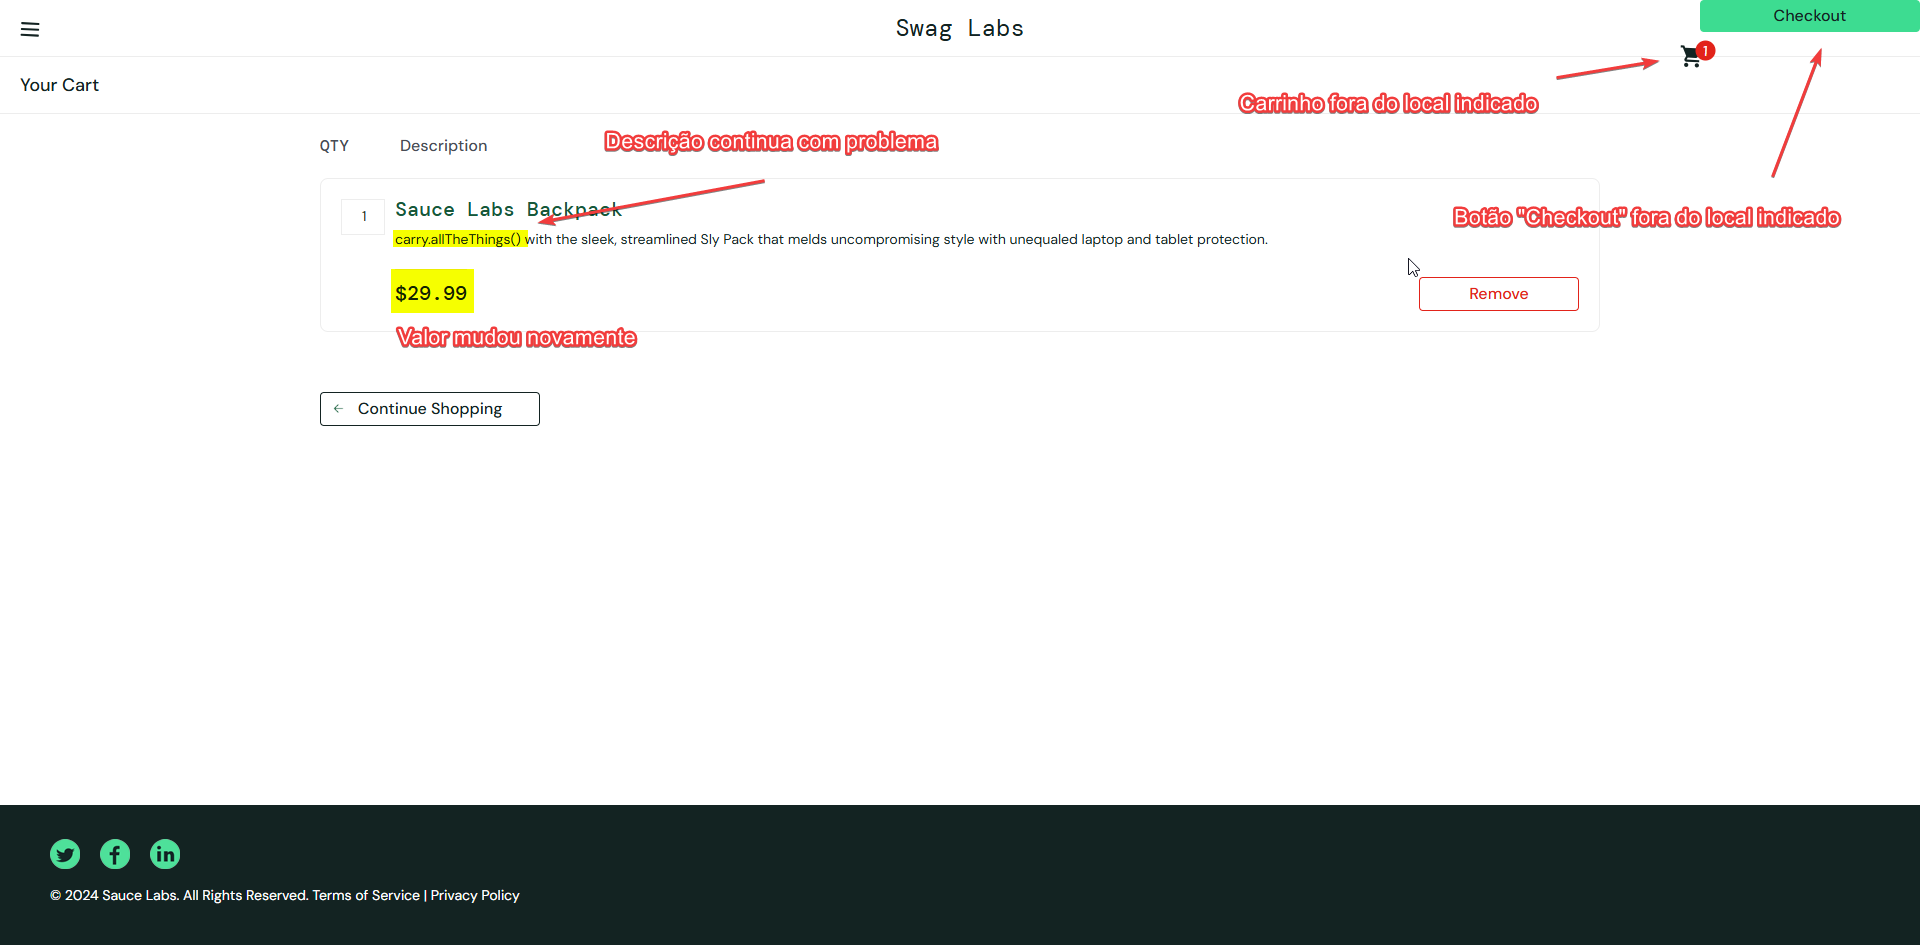 Swag Labs
Checkout
1
Your Cart
Carrinho fora do local indicado
QTY Description
Descrição continua com problema
1
Sauce Labs Backpack
Botão "Checkout" fora do local indicado
carry.allTheThings() with the sleek, streamlined Sly Pack that melds uncompromising style with unequaled laptop and tablet protection.
$29.99
Remove
Valor mudou novamente
Continue Shopping
© 2024 Sauce Labs. All Rights Reserved. Terms of Service | Privacy Policy